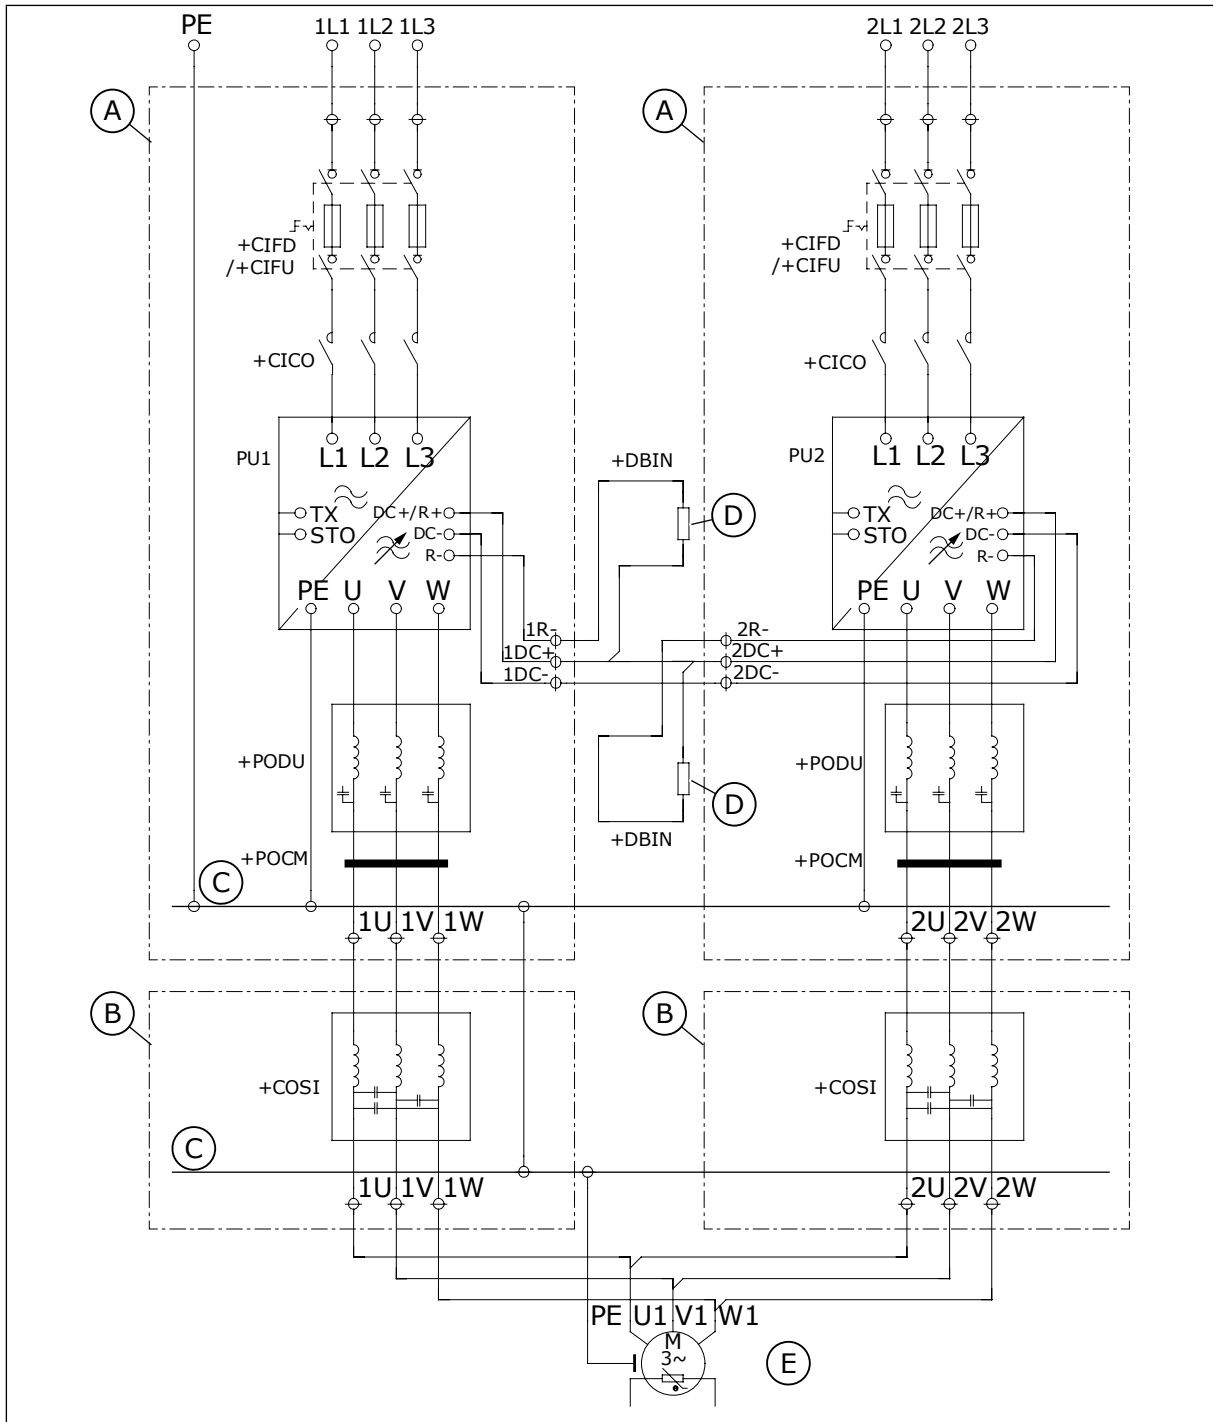 PE 1L1 1L2 1L3 2L1 2L2 2L3
A A
+CIFD +CIFD
/+CIFU /+CIFU
+CICO +CICO
PU1 L1 L2 L3 +DBIN PU2 L1 L2 L3
TX DC+/R+ D TX DC+/R+
STO DC- STO DC-
R- R-
PE U V W PE U V W
1R- 2R-
1DC+ 2DC+
1DC- 2DC-
+PODU +PODU
D
+DBIN
+POCM +POCM
C
1U 1V 1W 2U 2V 2W
B B
+COSI +COSI
C
1U 1V 1W 2U 2V 2W
PE U1 V1 W1
M
3~
E